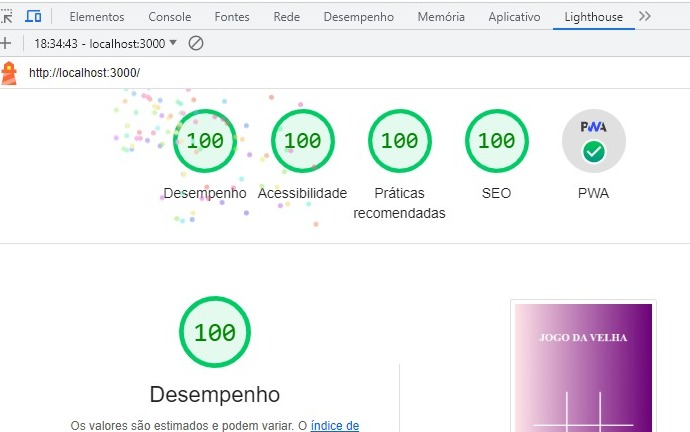 Elementos Console Fontes Rede Desempenho Memória Aplicativo Lighthouse
18:34:43 - localhost:3000
http://localhost:3000/
100 100 100 100 PWA
Desempenho Acessibilidade Práticas recomendadas SEO PWA
100
JOGO DA VELHA
Desempenho
Os valores são estimados e podem variar. O índice de